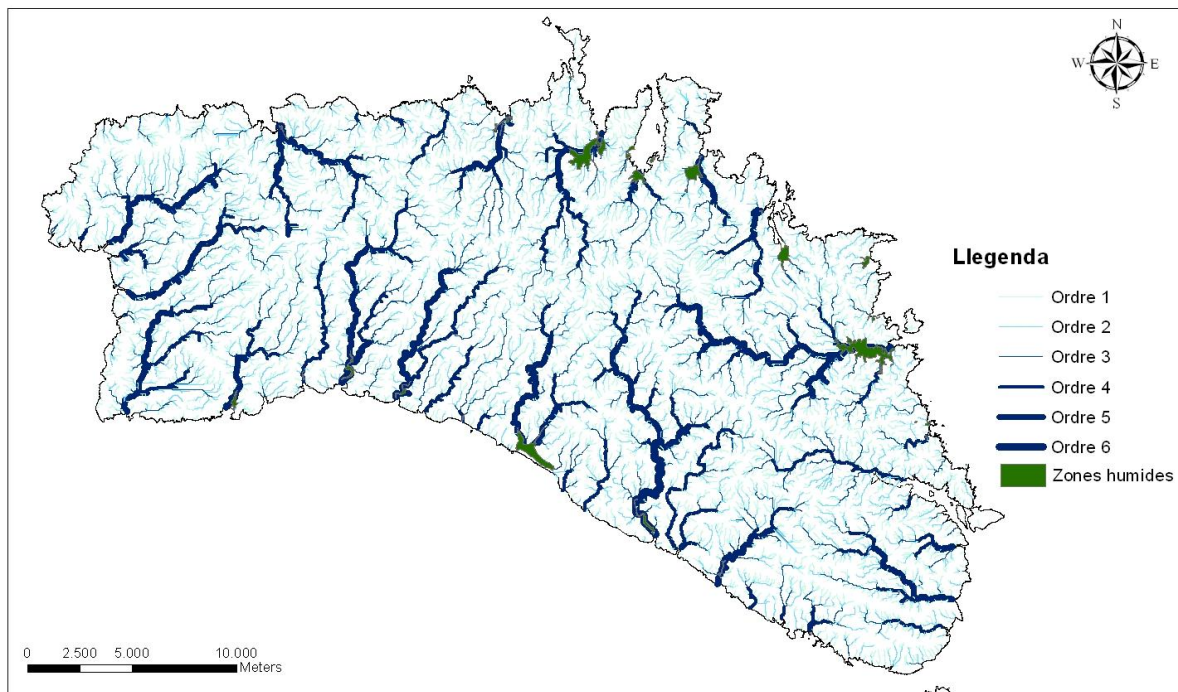 N
W E
S
Llegenda
Ordre 1
Ordre 2
Ordre 3
Ordre 4
Ordre 5
Ordre 6
Zones humides
0 2.500 5.000 10.000
Meters